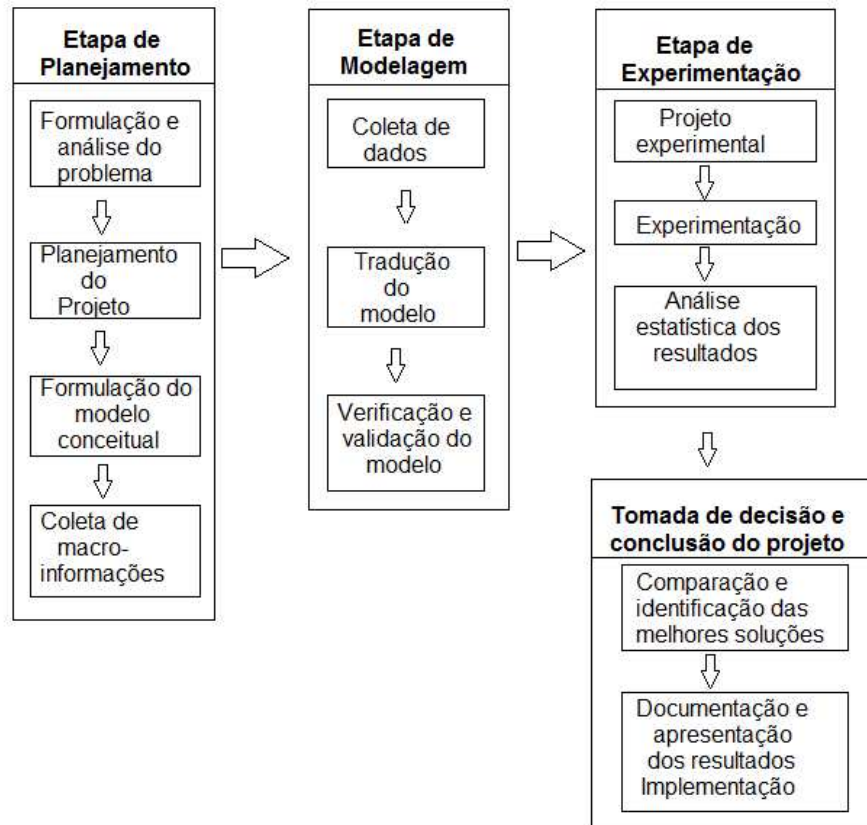 Etapa de
Planejamento
Formulação e
análise do
problema
Planejamento
do
Projeto
Formulação do
modelo
conceitual
Coleta de
macro-
informações
Etapa de
Modelagem
Coleta de
dados
Tradução
do
modelo
Verificação e
validação do
modelo
Etapa de
Experimentação
Projeto
experimental
Experimentação
Análise
estatística dos
resultados
Tomada de decisão e
conclusão do projeto
Comparação e
identificação das
melhores soluções
Documentação e
apresentação
dos resultados
Implementação